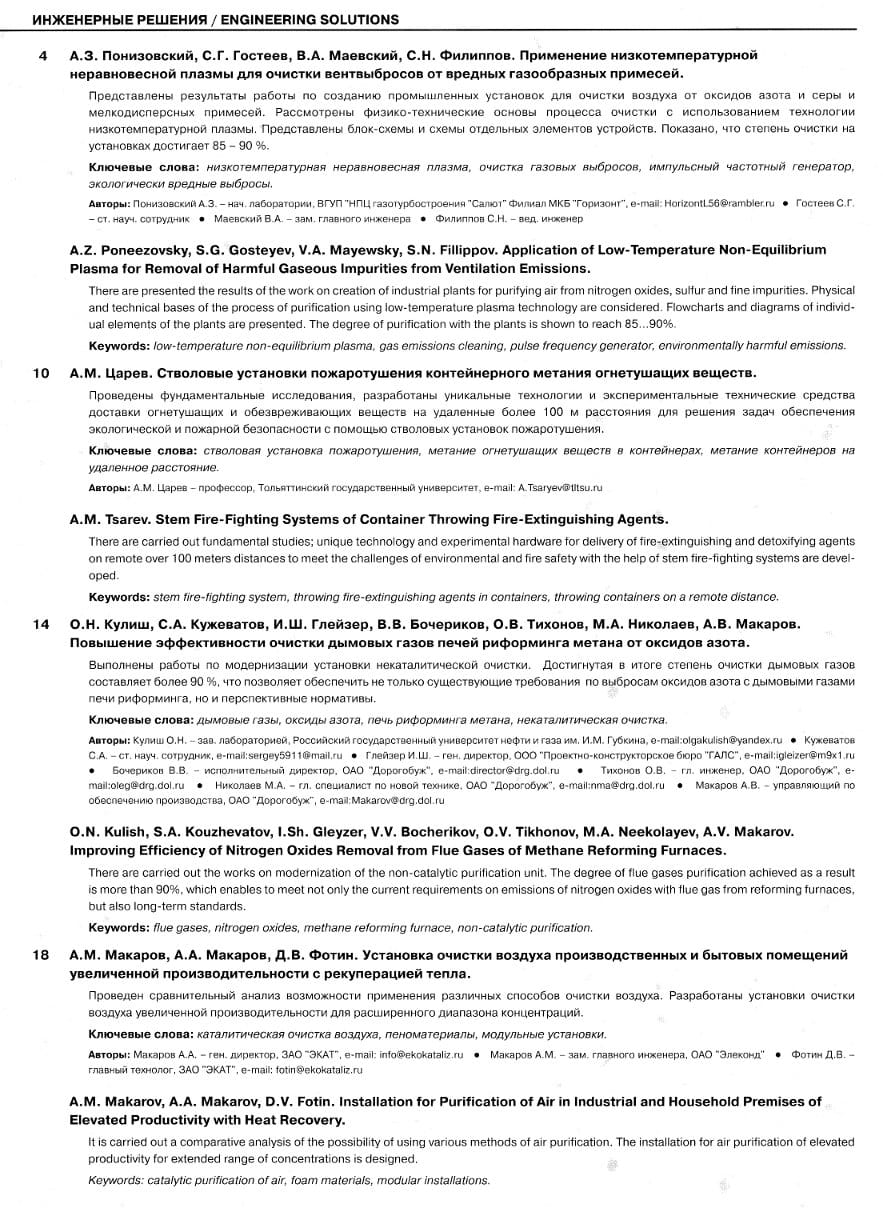 ИНЖЕНЕРНЫЕ РЕШЕНИЯ / ENGINEERING SOLUTIONS
4 А.З. Понизовский, С.Г. Гостеев, В.А. Маевский, С.Н. Филиппов. Применение низкотемпературной
неравновесной плазмы для очистки вентвыбросов от вредных газообразных примесей.
Представлены результаты работы по созданию промышленных установок для очистки воздуха от оксидов азота и серы и
мелкодисперсных примесей. Рассмотрены физико-технические основы процесса очистки с использованием технологии
низкотемпературной плазмы. Представлены блок-схемы и схемы отдельных элементов устройств. Показано, что степень очистки на
установках достигает 85 – 90 %.
Ключевые слова: низкотемпературная неравновесная плазма, очистка газовых выбросов, импульсный частотный генератор,
экологически вредные выбросы.
Авторы: Понизовский А.З. – нач. лаборатории, ВГУП "НПЦ газотурбостроения "Салют" Филиал МКБ "Горизонт", e-mail: HorizontL56@rambler.ru ● Гостеев С.Г.
– ст. науч. сотрудник ● Маевский В.А. – зам. главного инженера ● Филиппов С.Н. – вед. инженер
A.Z. Poneezovsky, S.G. Gosteyev, V.A. Mayewsky, S.N. Fillippov. Application of Low-Temperature Non-Equilibrium
Plasma for Removal of Harmful Gaseous Impurities from Ventilation Emissions.
There are presented the results of the work on creation of industrial plants for purifying air from nitrogen oxides, sulfur and fine impurities. Physical
and technical bases of the process of purification using low-temperature plasma technology are considered. Flowcharts and diagrams of individ-
ual elements of the plants are presented. The degree of purification with the plants is shown to reach 85...90%.
Keywords: low-temperature non-equilibrium plasma, gas emissions cleaning, pulse frequency generator, environmentally harmful emissions.
10 А.М. Царев. Стволовые установки пожаротушения контейнерного метания огнетушащих веществ.
Проведены фундаментальные исследования, разработаны уникальные технологии и экспериментальные технические средства
доставки огнетушащих и обезвреживающих веществ на удаленные более 100 м расстояния для решения задач обеспечения
экологической и пожарной безопасности с помощью стволовых установок пожаротушения.
Ключевые слова: стволовая установка пожаротушения, метание огнетушащих веществ в контейнерах, метание контейнеров на
удаленное расстояние.
Авторы: А.М. Царев – профессор, Тольяттинский государственный университет, e-mail: A.Tsaryev@tltsu.ru
A.M. Tsarev. Stem Fire-Fighting Systems of Container Throwing Fire-Extinguishing Agents.
There are carried out fundamental studies; unique technology and experimental hardware for delivery of fire-extinguishing and detoxifying agents
on remote over 100 meters distances to meet the challenges of environmental and fire safety with the help of stem fire-fighting systems are devel-
oped.
Keywords: stem fire-fighting system, throwing fire-extinguishing agents in containers, throwing containers on a remote distance.
14 О.Н. Кулиш, С.А. Кужеватов, И.Ш. Глейзер, В.В. Бочериков, О.В. Тихонов, М.А. Николаев, А.В. Макаров.
Повышение эффективности очистки дымовых газов печей риформинга метана от оксидов азота.
Выполнены работы по модернизации установки некаталитической очистки. Достигнутая в итоге степень очистки дымовых газов
составляет более 90 %, что позволяет обеспечить не только существующие требования по выбросам оксидов азота с дымовыми газами
печи риформинга, но и перспективные нормативы.
Ключевые слова: дымовые газы, оксиды азота, печь риформинга метана, некаталитическая очистка.
Авторы: Кулиш О.Н. – зав. лабораторией, Российский государственный университет нефти и газа им. И.М. Губкина, e-mail:olgakulish@yandex.ru ● Кужеватов
С.А. – ст. науч. сотрудник, e-mail:sergey5911@mail.ru ● Глейзер И.Ш. – ген. директор, ООО "Проектно-конструкторское бюро "ГАЛС", e-mail:igleizer@m9x1.ru
● Бочериков В.В. – исполнительный директор, ОАО "Дорогобуж", e-mail:director@drg.dol.ru ● Тихонов О.В. – гл. инженер, ОАО "Дорогобуж", e-
mail:oleg@drg.dol.ru ● Николаев М.А. – гл. специалист по новой технике, ОАО "Дорогобуж", e-mail:nma@drg.dol.ru ● Макаров А.В. – управляющий по
обеспечению производства, ОАО "Дорогобуж", e-mail:Makarov@drg.dol.ru
O.N. Kulish, S.A. Kouzhevatov, I.Sh. Gleyzer, V.V. Bocherikov, O.V. Tikhonov, M.A. Neekolayev, A.V. Makarov.
Improving Efficiency of Nitrogen Oxides Removal from Flue Gases of Methane Reforming Furnaces.
There are carried out the works on modernization of the non-catalytic purification unit. The degree of flue gases purification achieved as a result
is more than 90%, which enables to meet not only the current requirements on emissions of nitrogen oxides with flue gas from reforming furnaces,
but also long-term standards.
Keywords: flue gases, nitrogen oxides, methane reforming furnace, non-catalytic purification.
18 А.М. Макаров, А.А. Макаров, Д.В. Фотин. Установка очистки воздуха производственных и бытовых помещений
увеличенной производительности с рекуперацией тепла.
Проведен сравнительный анализ возможности применения различных способов очистки воздуха. Разработаны установки очистки
воздуха увеличенной производительности для расширенного диапазона концентраций.
Ключевые слова: каталитическая очистка воздуха, пеноматериалы, модульные установки.
Авторы: Макаров А.А. – ген. директор, ЗАО "ЭКАТ", e-mail: info@ekokataliz.ru ● Макаров А.М. – зам. главного инженера, ОАО "Элеконд" ● Фотин Д.В. –
главный технолог, ЗАО "ЭКАТ", e-mail: fotin@ekokataliz.ru
A.M. Makarov, A.A. Makarov, D.V. Fotin. Installation for Purification of Air in Industrial and Household Premises of
Elevated Productivity with Heat Recovery.
It is carried out a comparative analysis of the possibility of using various methods of air purification. The installation for air purification of elevated
productivity for extended range of concentrations is designed.
Keywords: catalytic purification of air, foam materials, modular installations.